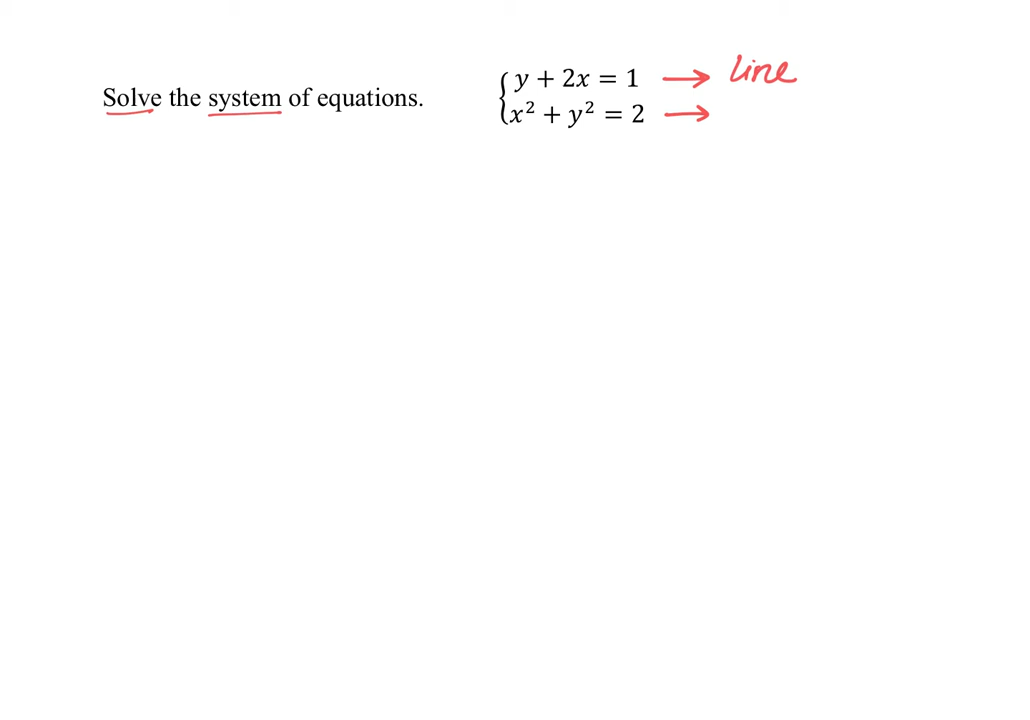 Solve the system of equations.
y + 2x = 1 → Line
x² + y² = 2 →